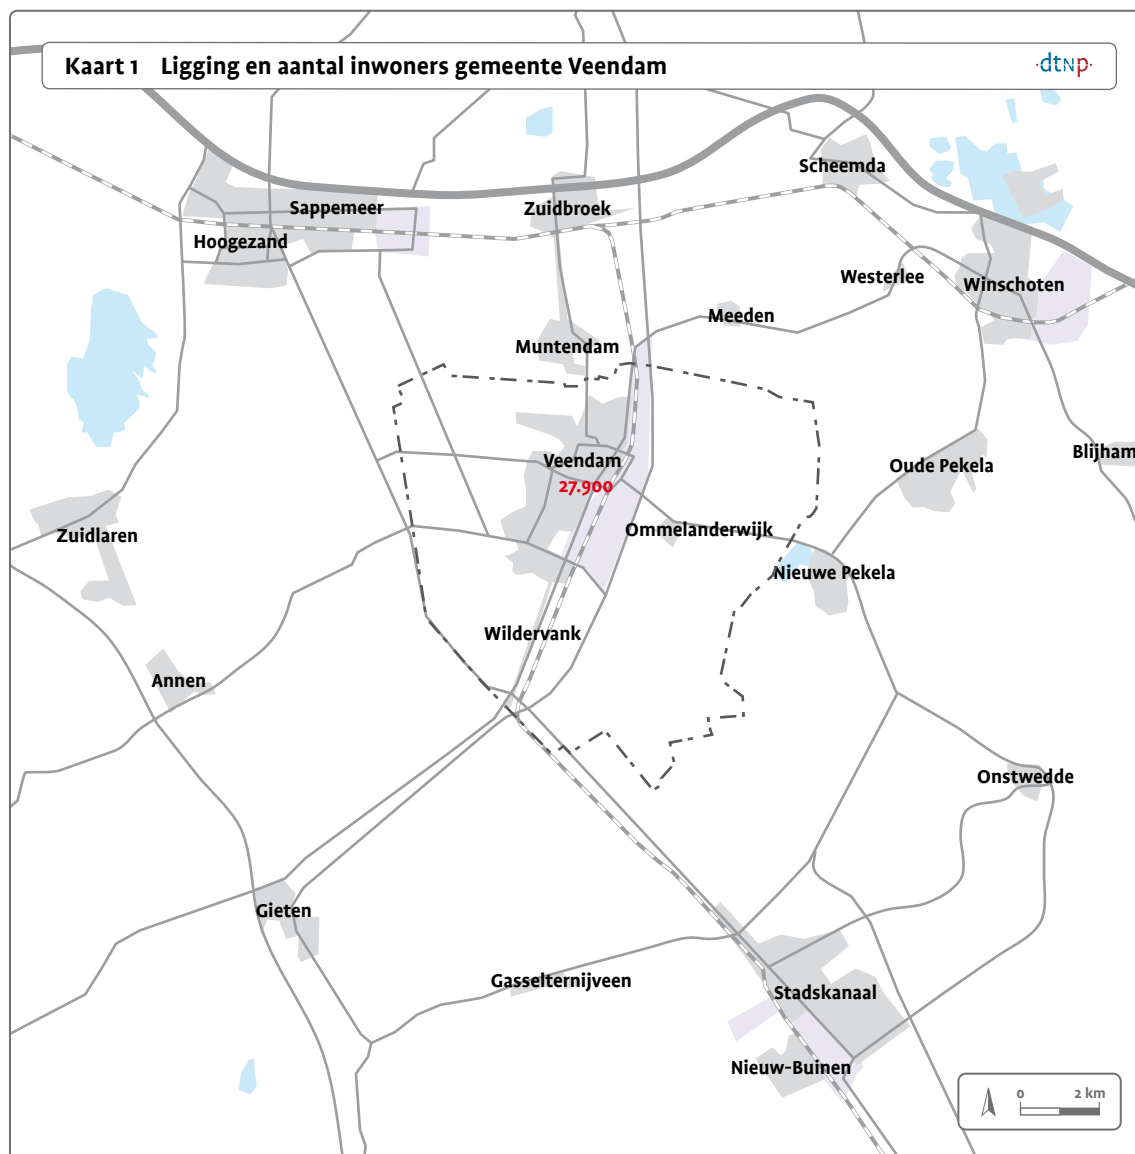 Kaart 1 Ligging en aantal inwoners gemeente Veendam
·dtnp·
Scheemda
Sappemeer
Zuidbroek
Hoogezand
Westerlee
Winschoten
Meeden
Muntendam
Blijham
Veendam
27.900
Oude Pekela
Ommelanderwijk
Zuidlaren
Nieuwe Pekela
Wildervank
Annen
Onstwedde
Gieten
Gasselternijveen
Stadskanaal
Nieuw-Buinen
0 2 km